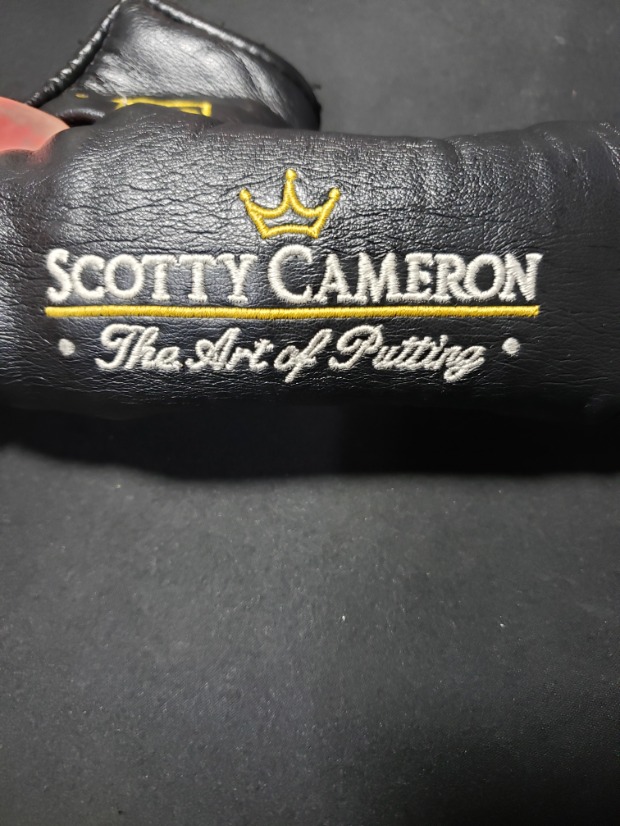 SCOTTY CAMERON
• The Art of Putting •